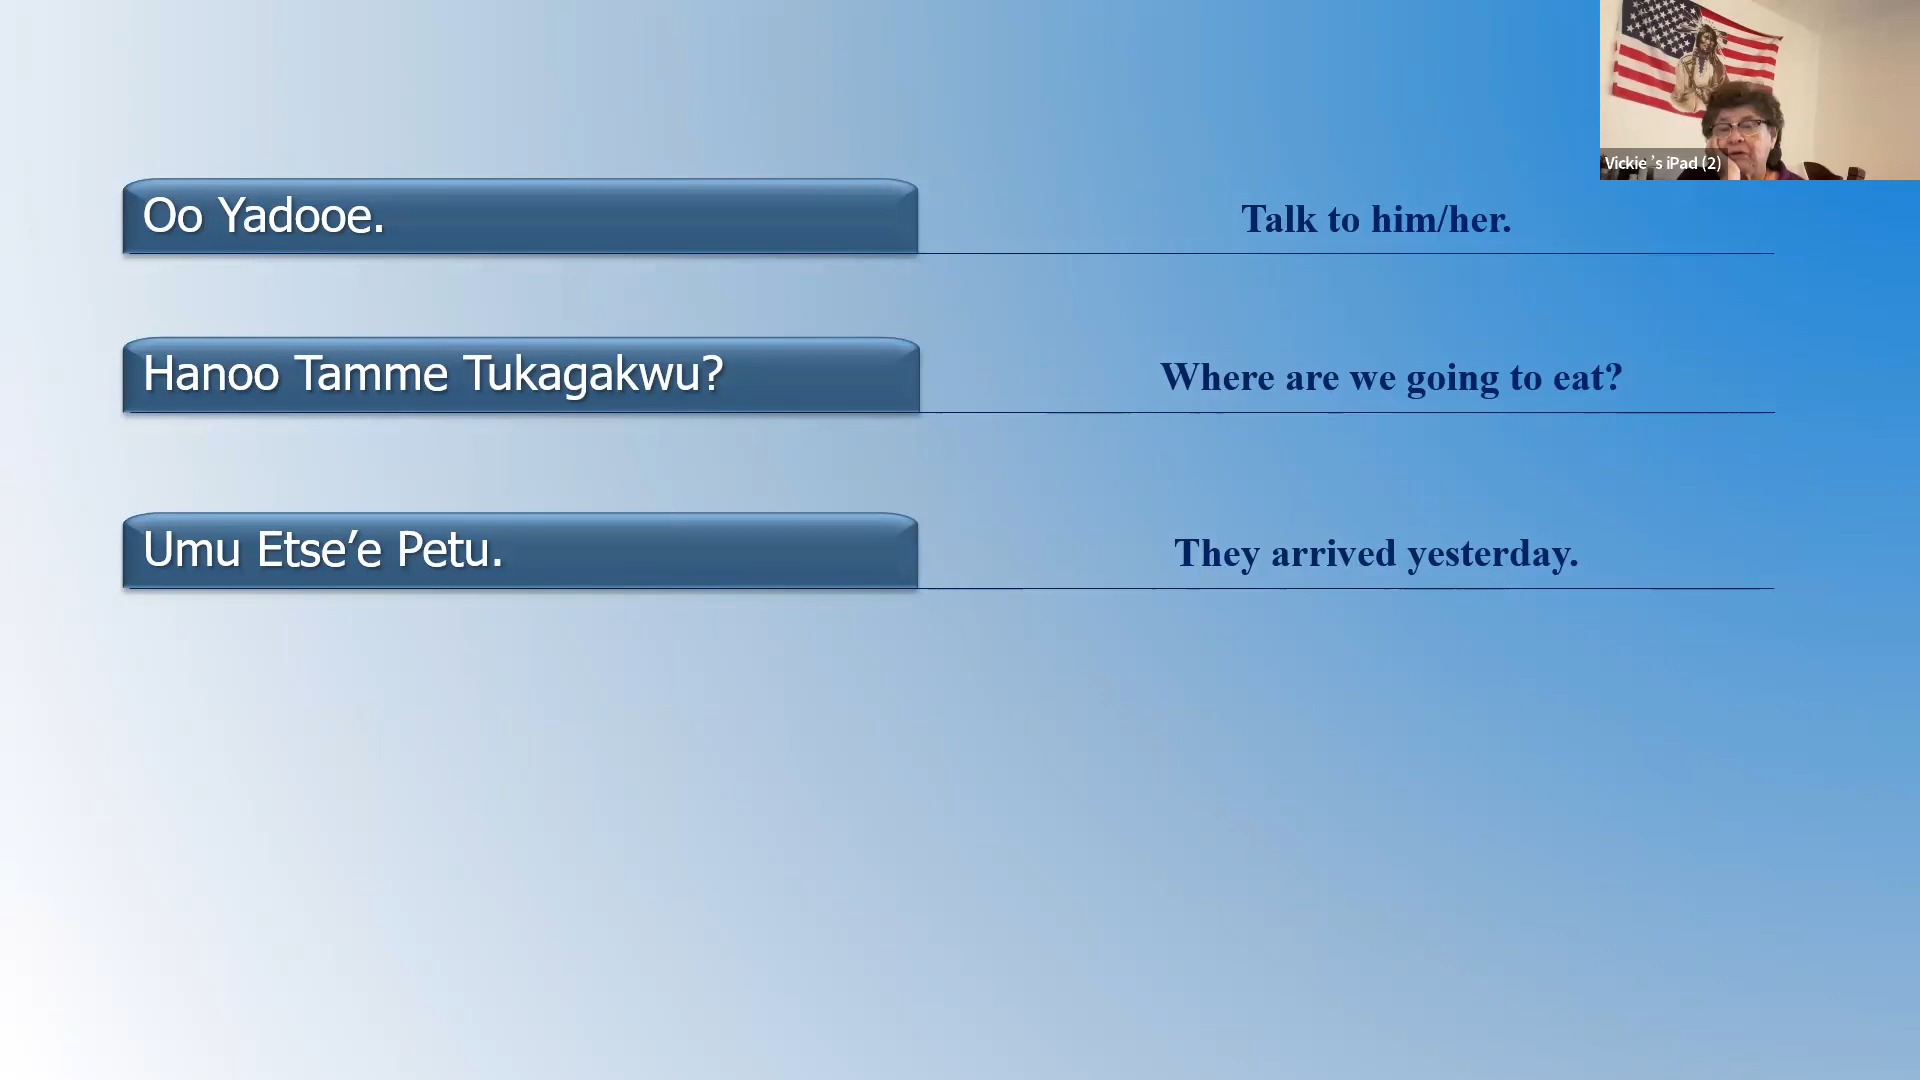 Vickie ’s iPad (2)
Oo Yadooe.
Talk to him/her.
Hanoo Tamme Tukagakwu?
Where are we going to eat?
Umu Etse’e Petu.
They arrived yesterday.